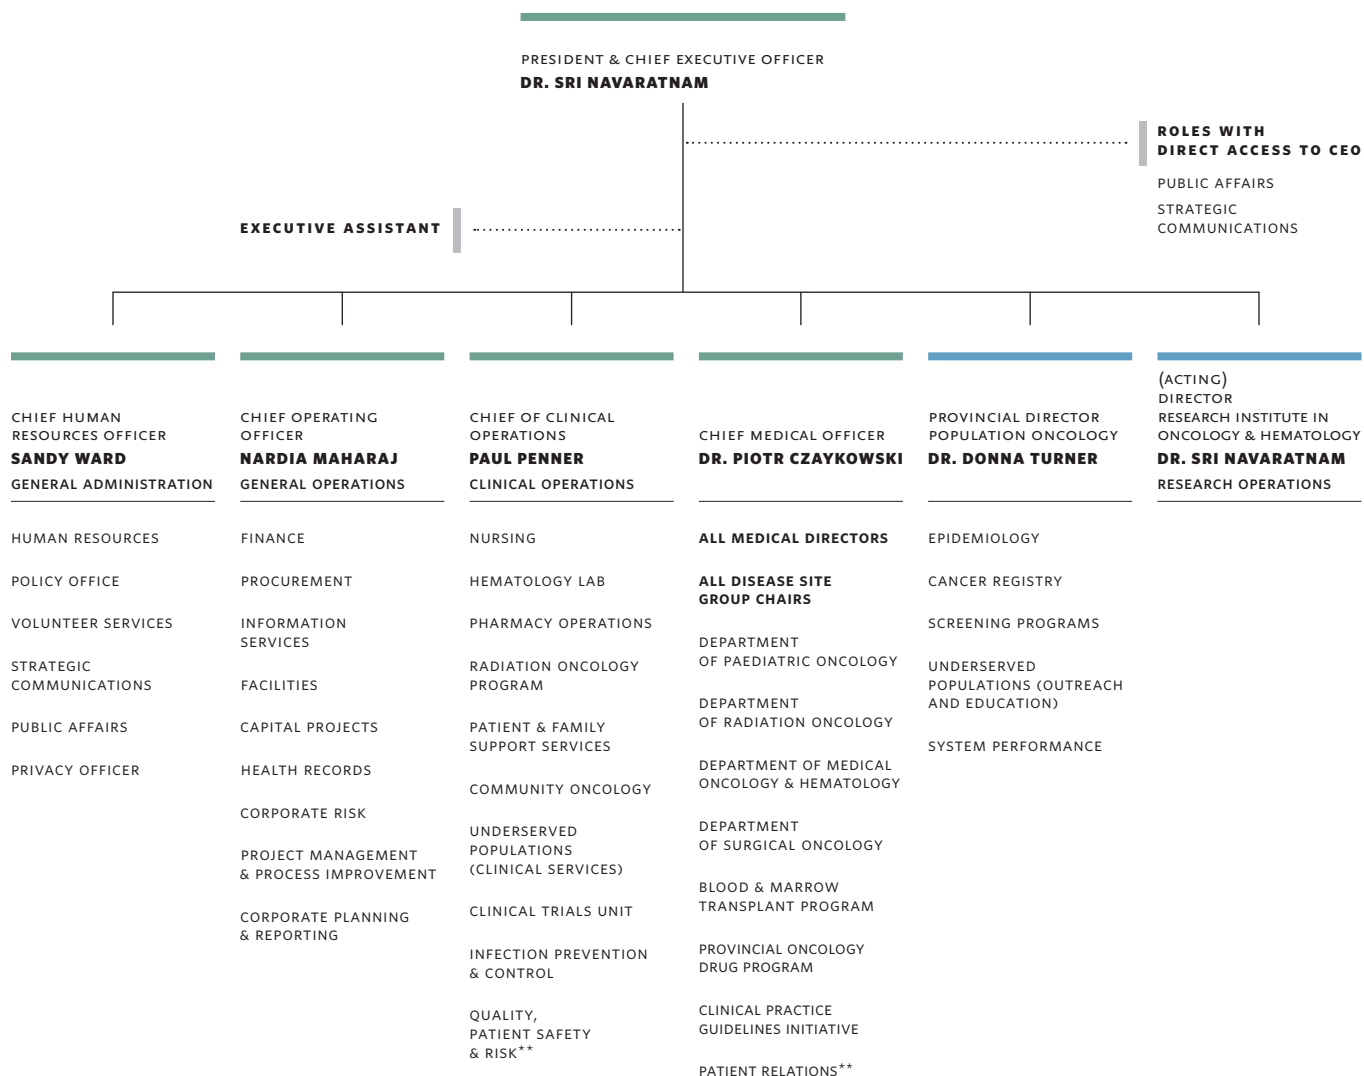 PRESIDENT & CHIEF EXECUTIVE OFFICER
DR. SRI NAVARATNAM
ROLES WITH
DIRECT ACCESS TO CEO
PUBLIC AFFAIRS
STRATEGIC
COMMUNICATIONS
EXECUTIVE ASSISTANT
CHIEF HUMAN
RESOURCES OFFICER
SANDY WARD
GENERAL ADMINISTRATION
HUMAN RESOURCES
POLICY OFFICE
VOLUNTEER SERVICES
STRATEGIC
COMMUNICATIONS
PUBLIC AFFAIRS
PRIVACY OFFICER
CHIEF OPERATING
OFFICER
NARDIA MAHARAJ
GENERAL OPERATIONS
FINANCE
PROCUREMENT
INFORMATION
SERVICES
FACILITIES
CAPITAL PROJECTS
HEALTH RECORDS
CORPORATE RISK
PROJECT MANAGEMENT
& PROCESS IMPROVEMENT
CORPORATE PLANNING
& REPORTING
CHIEF OF CLINICAL
OPERATIONS
PAUL PENNER
CLINICAL OPERATIONS
NURSING
HEMATOLOGY LAB
PHARMACY OPERATIONS
RADIATION ONCOLOGY
PROGRAM
PATIENT & FAMILY
SUPPORT SERVICES
COMMUNITY ONCOLOGY
UNDERSERVED
POPULATIONS
(CLINICAL SERVICES)
CLINICAL TRIALS UNIT
INFECTION PREVENTION
& CONTROL
QUALITY,
PATIENT SAFETY
& RISK**
CHIEF MEDICAL OFFICER
DR. PIOTR CZAYKOWSKI
ALL MEDICAL DIRECTORS
ALL DISEASE SITE
GROUP CHAIRS
DEPARTMENT
OF PAEDIATRIC ONCOLOGY
DEPARTMENT
OF RADIATION ONCOLOGY
DEPARTMENT OF MEDICAL
ONCOLOGY & HEMATOLOGY
DEPARTMENT
OF SURGICAL ONCOLOGY
BLOOD & MARROW
TRANSPLANT PROGRAM
PROVINCIAL ONCOLOGY
DRUG PROGRAM
CLINICAL PRACTICE
GUIDELINES INITIATIVE
PATIENT RELATIONS**
PROVINCIAL DIRECTOR
POPULATION ONCOLOGY
DR. DONNA TURNER
EPIDEMIOLOGY
CANCER REGISTRY
SCREENING PROGRAMS
UNDERSERVED
POPULATIONS (OUTREACH
AND EDUCATION)
SYSTEM PERFORMANCE
(ACTING)
DIRECTOR
RESEARCH INSTITUTE IN
ONCOLOGY & HEMATOLOGY
DR. SRI NAVARATNAM
RESEARCH OPERATIONS